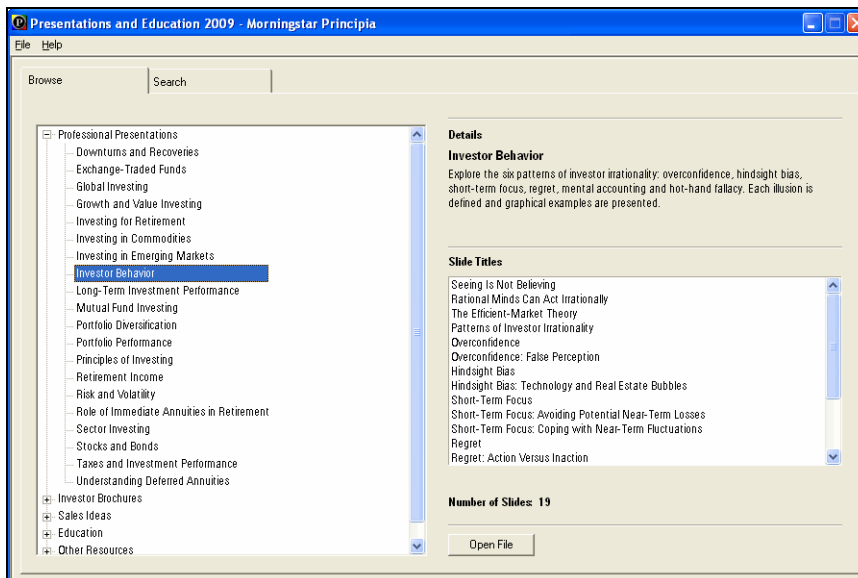 Presentations and Education 2009 - Morningstar Principia
File Help
Browse
Search
Professional Presentations
Downturns and Recoveries
Exchange-Traded Funds
Global Investing
Growth and Value Investing
Investing for Retirement
Investing in Commodities
Investing in Emerging Markets
Investor Behavior
Long-Term Investment Performance
Mutual Fund Investing
Portfolio Diversification
Portfolio Performance
Principles of Investing
Retirement Income
Risk and Volatility
Role of Immediate Annuities in Retirement
Sector Investing
Stocks and Bonds
Taxes and Investment Performance
Understanding Deferred Annuities
Investor Brochures
Sales Ideas
Education
Other Resources
Details
Investor Behavior
Explore the six patterns of investor irrationality: overconfidence, hindsight bias,
short-term focus, regret, mental accounting and hot-hand fallacy. Each illusion is
defined and graphical examples are presented.
Slide Titles
Seeing Is Not Believing
Rational Minds Can Act Irrationally
The Efficient-Market Theory
Patterns of Investor Irrationality
Overconfidence
Overconfidence: False Perception
Hindsight Bias
Hindsight Bias: Technology and Real Estate Bubbles
Short-Term Focus
Short-Term Focus: Avoiding Potential Near-Term Losses
Short-Term Focus: Coping with Near-Term Fluctuations
Regret
Regret: Action Versus Inaction
Number of Slides: 19
Open File